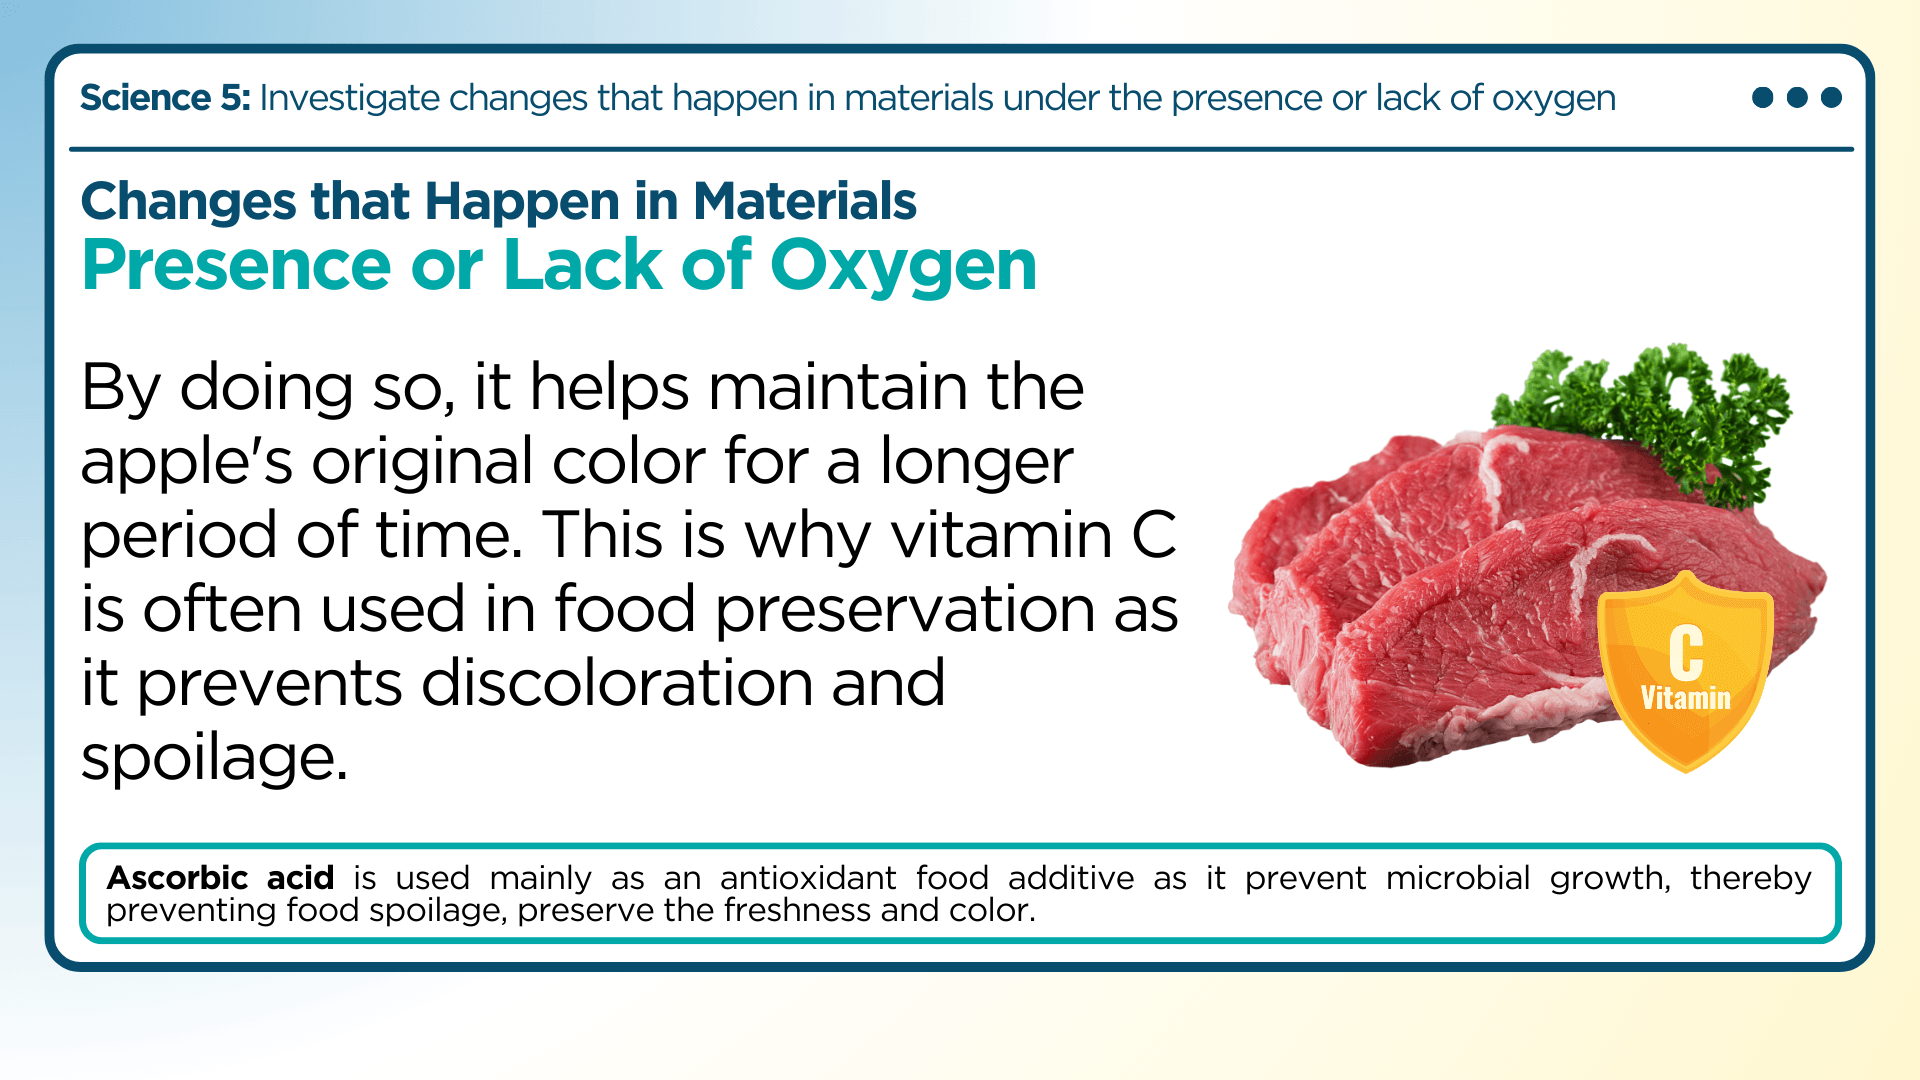 Science 5: Investigate changes that happen in materials under the presence or lack of oxygen
Changes that Happen in Materials
Presence or Lack of Oxygen
By doing so, it helps maintain the
apple's original color for a longer
period of time. This is why vitamin C
is often used in food preservation as
it prevents discoloration and
spoilage.
C
Vitamin
Ascorbic acid is used mainly as an antioxidant food additive as it prevent microbial growth, thereby
preventing food spoilage, preserve the freshness and color.